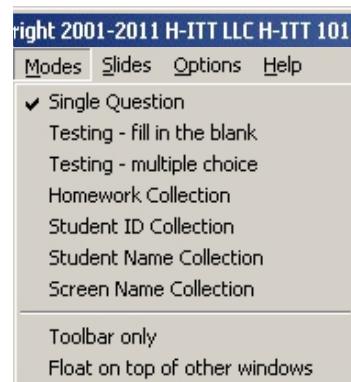 right 2001-2011 H-ITT LLC H-ITT 101
Modes Slides Options Help
✔ Single Question
Testing - fill in the blank
Testing - multiple choice
Homework Collection
Student ID Collection
Student Name Collection
Screen Name Collection
Toolbar only
Float on top of other windows